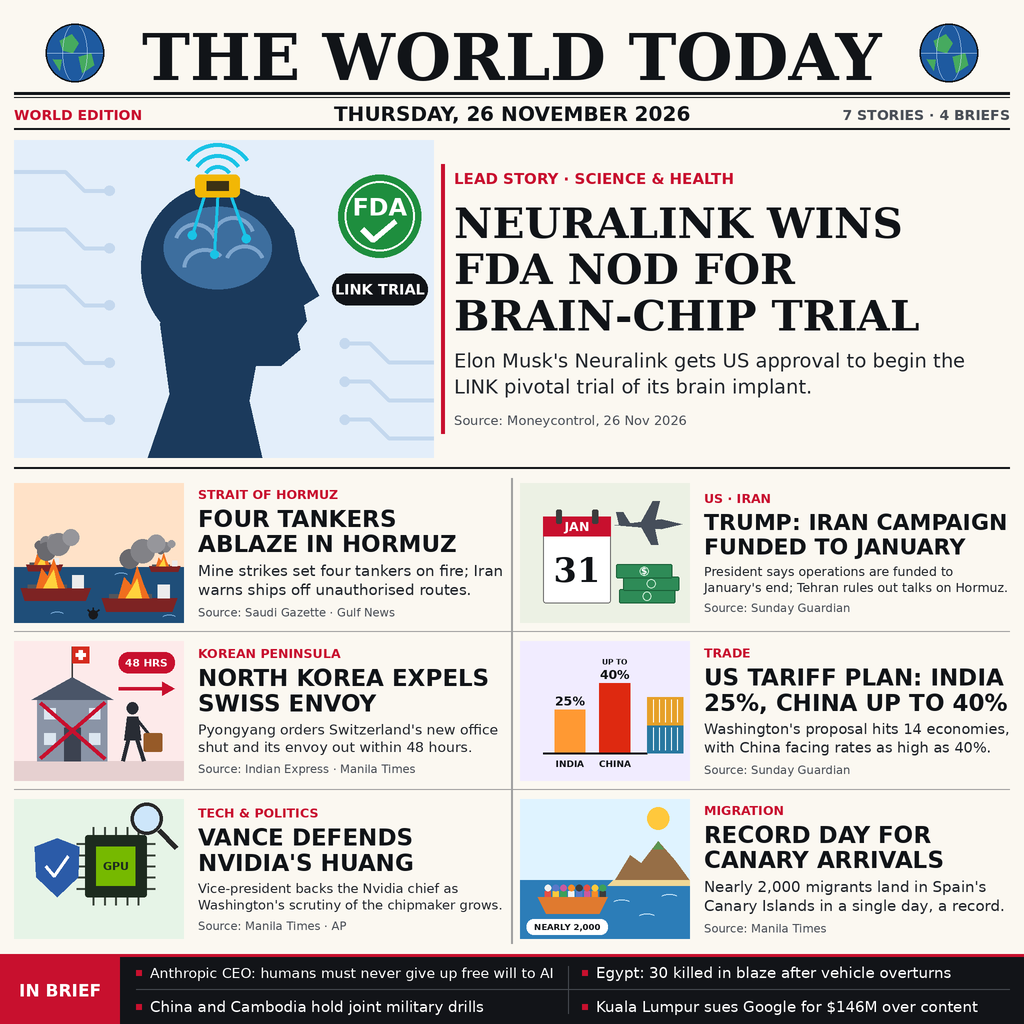 THE WORLD TODAY
WORLD EDITION
THURSDAY, 26 NOVEMBER 2026
7 STORIES · 4 BRIEFS
FDA
LINK TRIAL
LEAD STORY · SCIENCE & HEALTH
NEURALINK WINS
FDA NOD FOR
BRAIN-CHIP TRIAL
Elon Musk's Neuralink gets US approval to begin the
LINK pivotal trial of its brain implant.
Source: Moneycontrol, 26 Nov 2026
STRAIT OF HORMUZ
FOUR TANKERS
ABLAZE IN HORMUZ
Mine strikes set four tankers on fire; Iran
warns ships off unauthorised routes.
Source: Saudi Gazette · Gulf News
JAN
31
$
US · IRAN
TRUMP: IRAN CAMPAIGN
FUNDED TO JANUARY
President says operations are funded to
January's end; Tehran rules out talks on Hormuz.
Source: Sunday Guardian
48 HRS
KOREAN PENINSULA
NORTH KOREA EXPELS
SWISS ENVOY
Pyongyang orders Switzerland's new office
shut and its envoy out within 48 hours.
Source: Indian Express · Manila Times
UP TO
40%
25%
INDIA
CHINA
TRADE
US TARIFF PLAN: INDIA
25%, CHINA UP TO 40%
Washington's proposal hits 14 economies,
with China facing rates as high as 40%.
Source: Sunday Guardian
GPU
TECH & POLITICS
VANCE DEFENDS
NVIDIA'S HUANG
Vice-president backs the Nvidia chief as
Washington's scrutiny of the chipmaker grows.
Source: Manila Times · AP
NEARLY 2,000
MIGRATION
RECORD DAY FOR
CANARY ARRIVALS
Nearly 2,000 migrants land in Spain's
Canary Islands in a single day, a record.
Source: Manila Times
IN BRIEF
Anthropic CEO: humans must never give up free will to AI
Egypt: 30 killed in blaze after vehicle overturns
China and Cambodia hold joint military drills
Kuala Lumpur sues Google for $146M over content